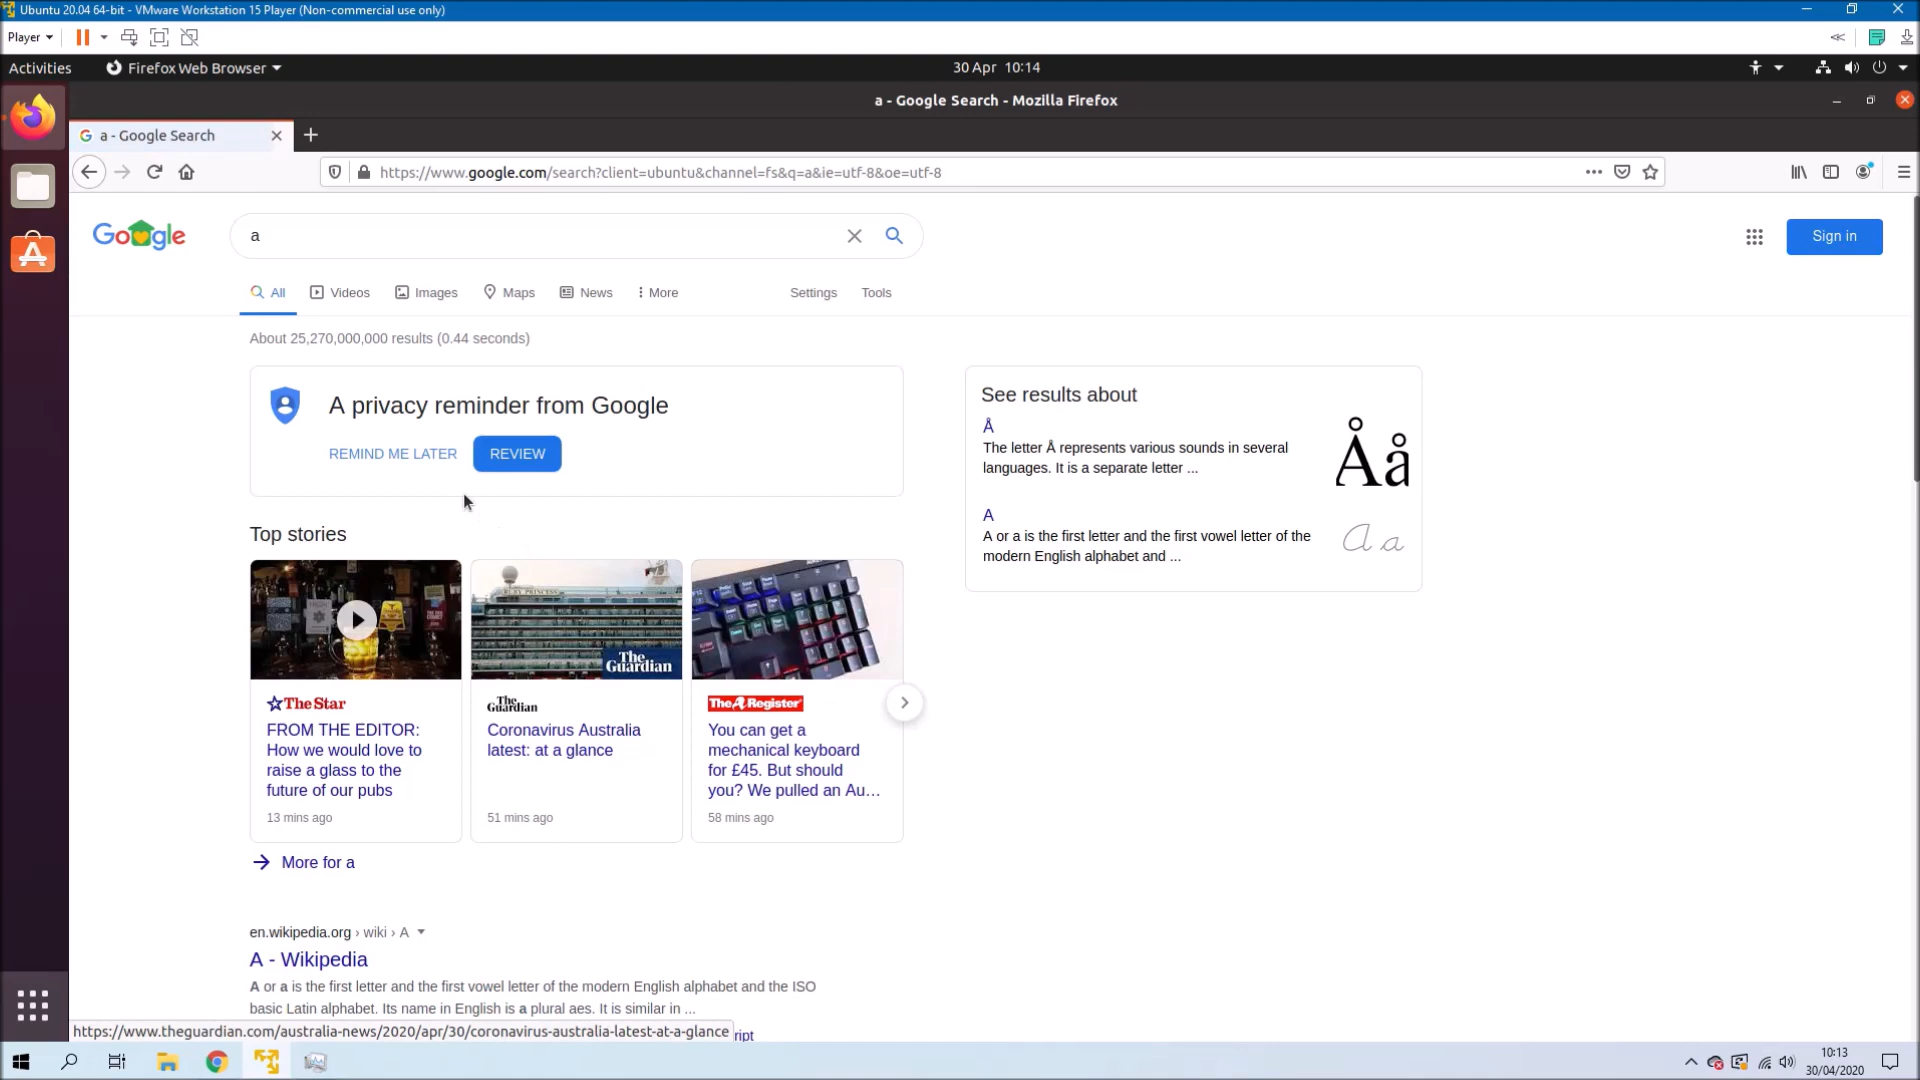 Ubuntu 20.04 64-bit - VMware Workstation 15 Player (Non-commercial use only)
Player
Activities Firefox Web Browser 30 Apr 10:14
a - Google Search - Mozilla Firefox
a - Google Search
https://www.google.com/search?client=ubuntu&channel=fs&q=a&ie=utf-8&oe=utf-8
Google a Sign in
All Videos Images Maps News More Settings Tools
About 25,270,000,000 results (0.44 seconds)
A privacy reminder from Google
REMIND ME LATER REVIEW
See results about
Å
The letter Å represents various sounds in several
languages. It is a separate letter ...
Åå
A
A or a is the first letter and the first vowel letter of the
modern English alphabet and ...
A a
Top stories
The Guardian
The Star
FROM THE EDITOR:
How we would love to
raise a glass to the
future of our pubs
13 mins ago
The Guardian
Coronavirus Australia
latest: at a glance
51 mins ago
The A Register
You can get a
mechanical keyboard
for £45. But should
you? We pulled an Au...
58 mins ago
More for a
en.wikipedia.org › wiki › A
A - Wikipedia
A or a is the first letter and the first vowel letter of the modern English alphabet and the ISO
basic Latin alphabet. Its name in English is a plural aes. It is similar in ...
https://www.theguardian.com/australia-news/2020/apr/30/coronavirus-australia-latest-at-a-glance ript
10:13
30/04/2020